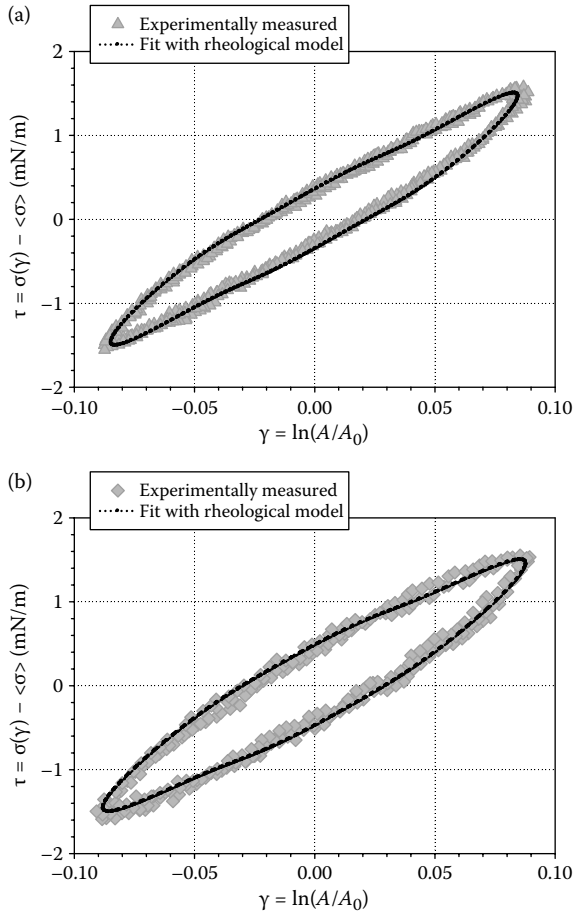 (a)
Experimentally measured
Fit with rheological model
2
1
0
−1
−2
τ = σ(γ) − <σ> (mN/m)
−0.10
−0.05
0.00
0.05
0.10
γ = ln(A/A₀)
(b)
Experimentally measured
Fit with rheological model
2
1
0
−1
−2
τ = σ(γ) − <σ> (mN/m)
−0.10
−0.05
0.00
0.05
0.10
γ = ln(A/A₀)